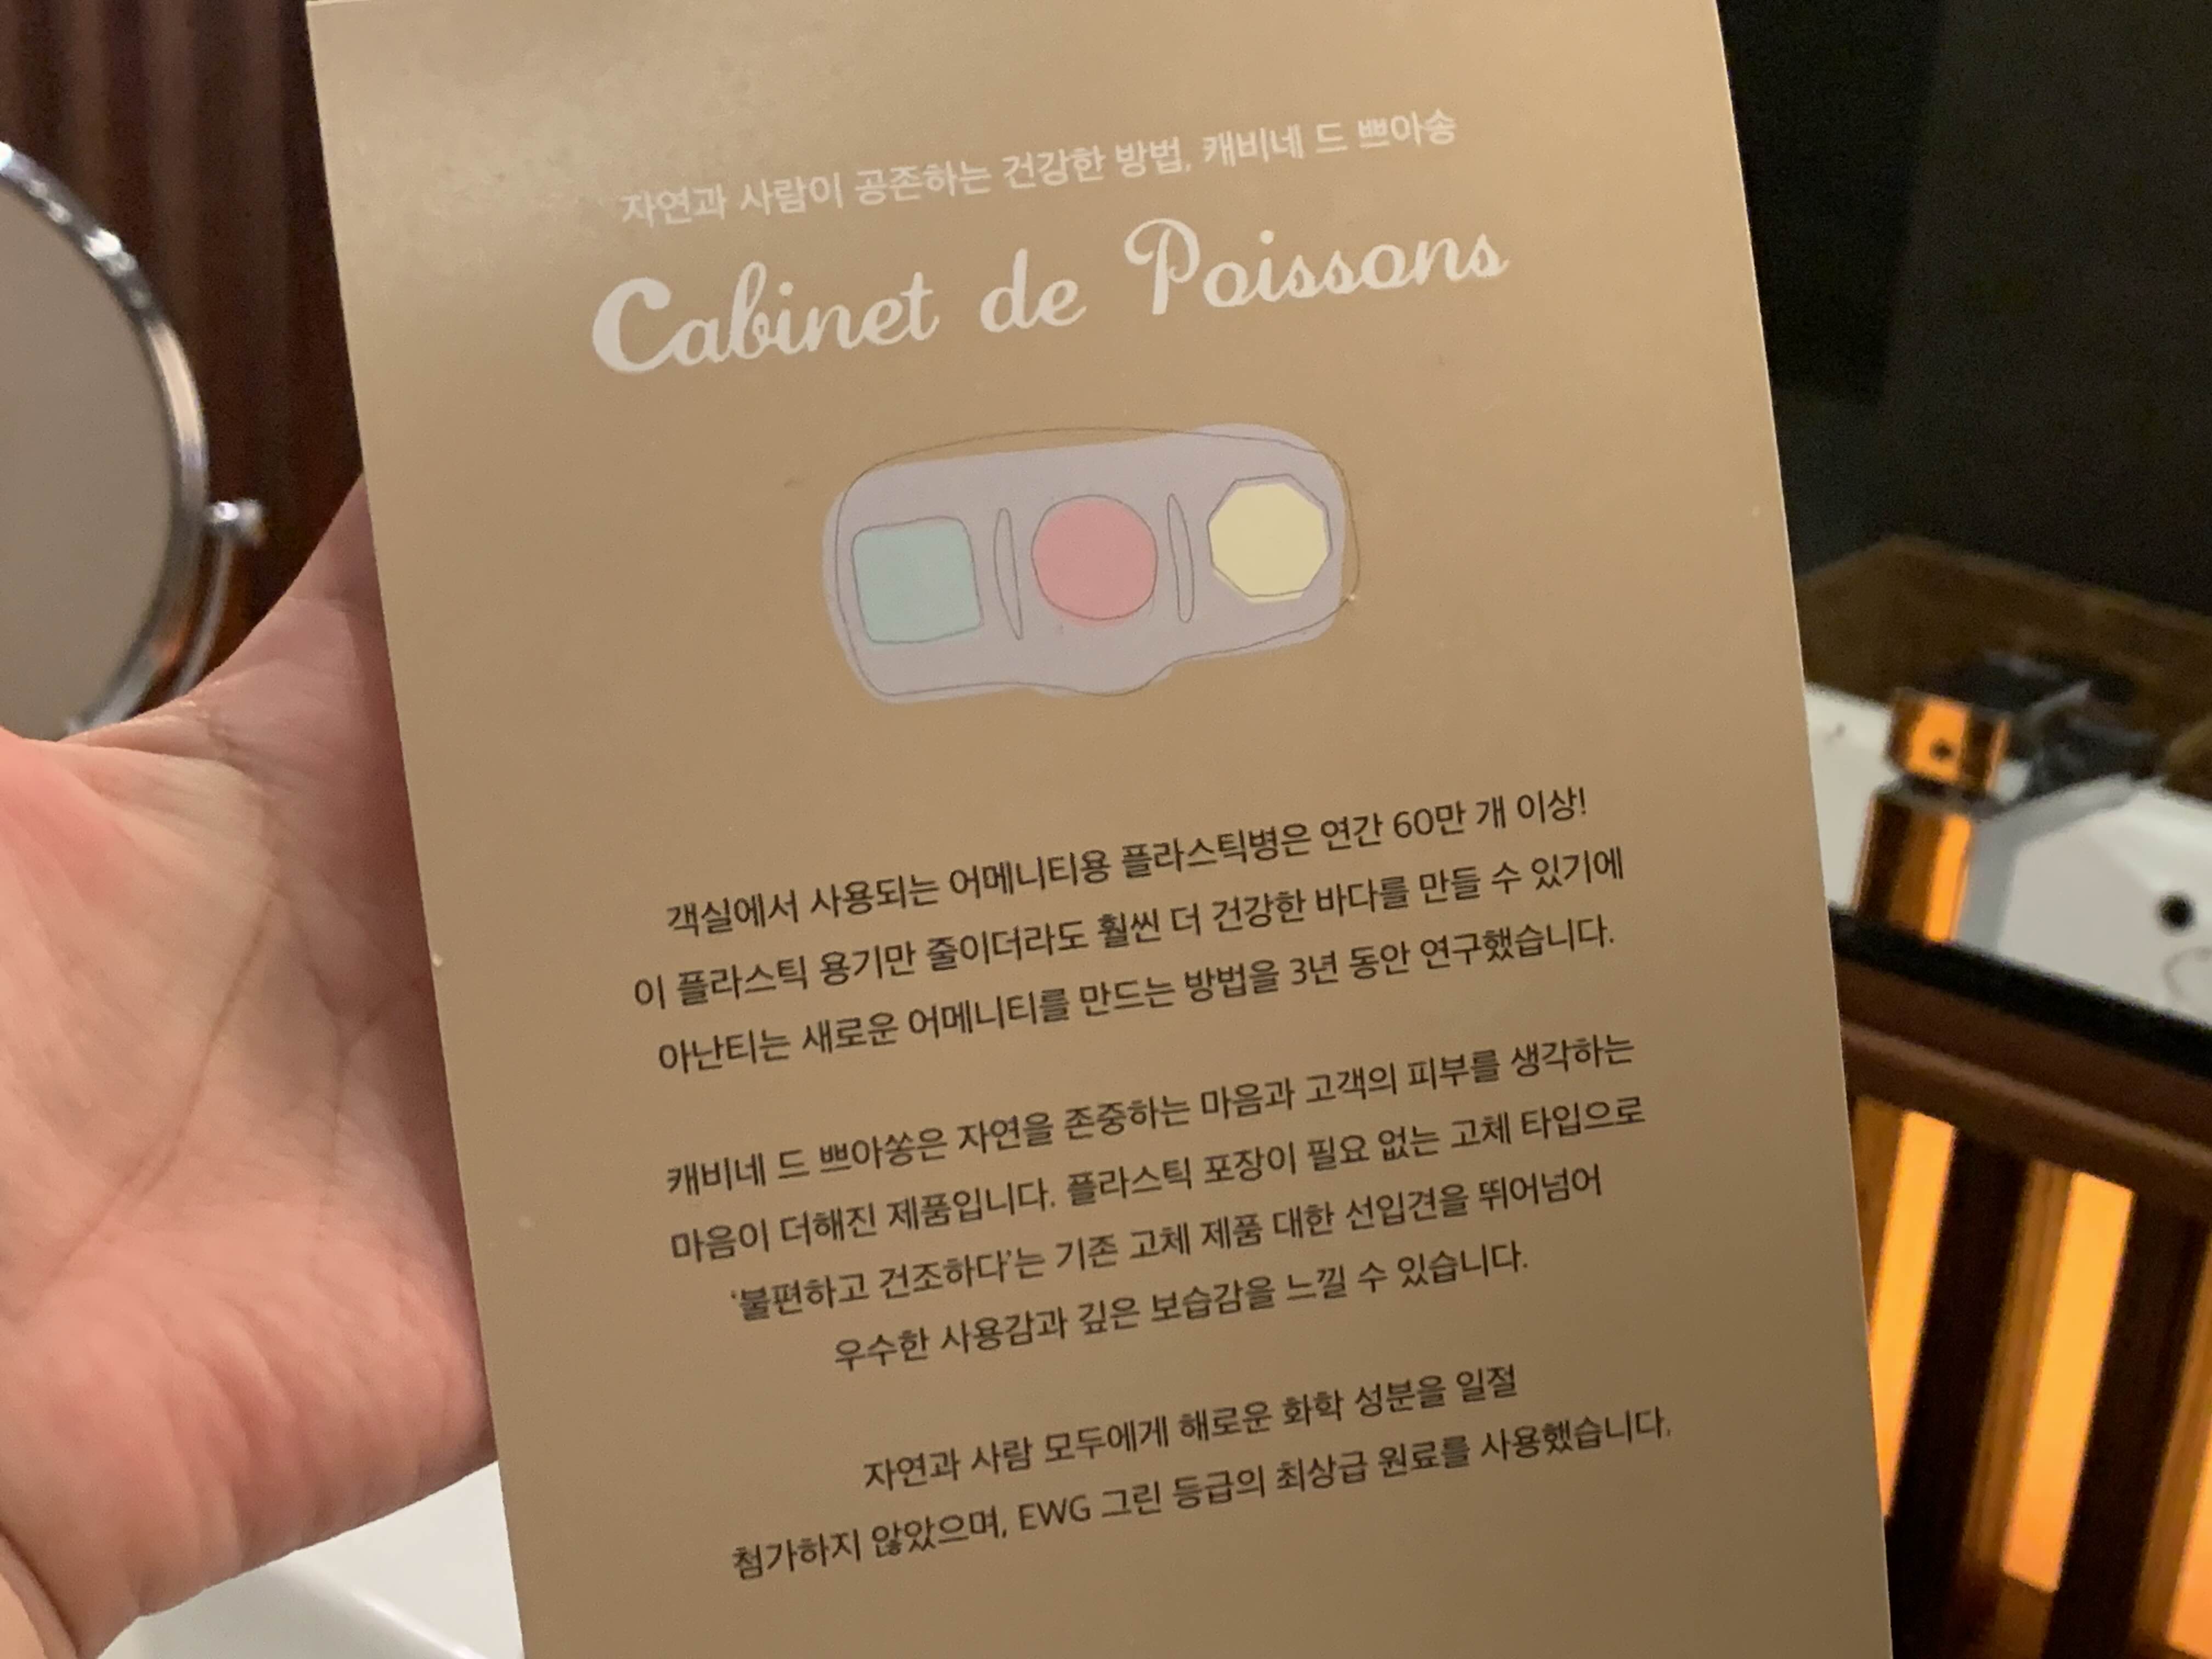 자연과 사람이 공존하는 건강한 방법, 캐비네 드 쁘아송
Cabinet de Poissons
객실에서 사용되는 어메니티용 플라스틱병은 연간 60만 개 이상!
이 플라스틱 용기만 줄이더라도 훨씬 더 건강한 바다를 만들 수 있기에
아난티는 새로운 어메니티를 만드는 방법을 3년 동안 연구했습니다.
캐비네 드 쁘아쏭은 자연을 존중하는 마음과 고객의 피부를 생각하는
마음이 더해진 제품입니다. 플라스틱 포장이 필요 없는 고체 타입으로
‘불편하고 건조하다’는 기존 고체 제품 대한 선입견을 뛰어넘어
우수한 사용감과 깊은 보습감을 느낄 수 있습니다.
자연과 사람 모두에게 해로운 화학 성분을 일절
첨가하지 않았으며, EWG 그린 등급의 최상급 원료를 사용했습니다.